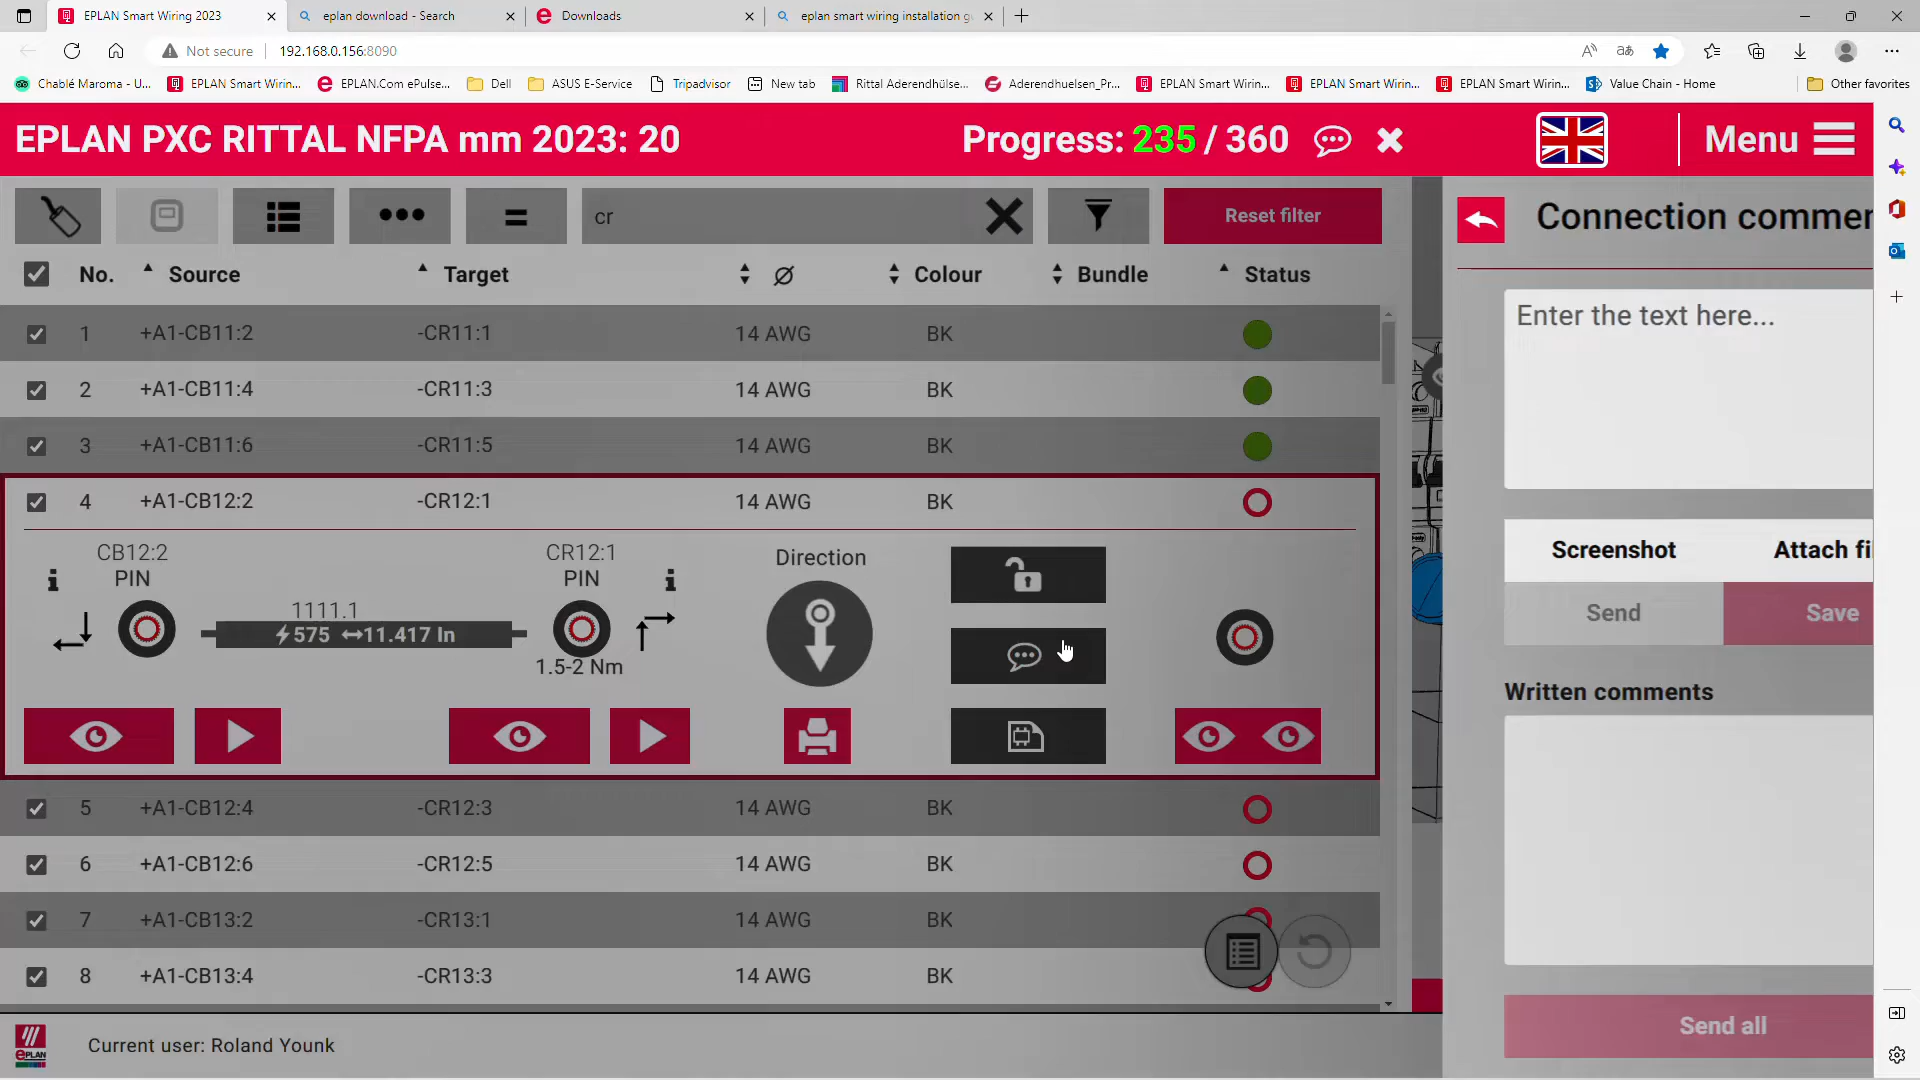 EPLAN Smart Wiring 2023
eplan download - Search
Downloads
eplan smart wiring installation g
Not secure
192.168.0.156:8090
Chablé Maroma - U...
EPLAN Smart Wirin...
EPLAN.Com ePulse...
Dell
ASUS E-Service
Tripadvisor
New tab
Rittal Aderendhülse...
Aderendhuelsen_Pr...
EPLAN Smart Wirin...
EPLAN Smart Wirin...
EPLAN Smart Wirin...
Value Chain - Home
Other favorites
EPLAN PXC RITTAL NFPA mm 2023: 20
Progress: 235 / 360
Menu
cr
Reset filter
Connection commen
No. Source Target Ø Colour Bundle Status
1 +A1-CB11:2 -CR11:1 14 AWG BK
2 +A1-CB11:4 -CR11:3 14 AWG BK
3 +A1-CB11:6 -CR11:5 14 AWG BK
4 +A1-CB12:2 -CR12:1 14 AWG BK
CB12:2
PIN
1111.1
575 11.417 In
CR12:1
PIN
1.5-2 Nm
Direction
5 +A1-CB12:4 -CR12:3 14 AWG BK
6 +A1-CB12:6 -CR12:5 14 AWG BK
7 +A1-CB13:2 -CR13:1 14 AWG BK
8 +A1-CB13:4 -CR13:3 14 AWG BK
Enter the text here...
Screenshot
Attach fi
Send
Save
Written comments
Send all
ePLAN
Current user: Roland Younk